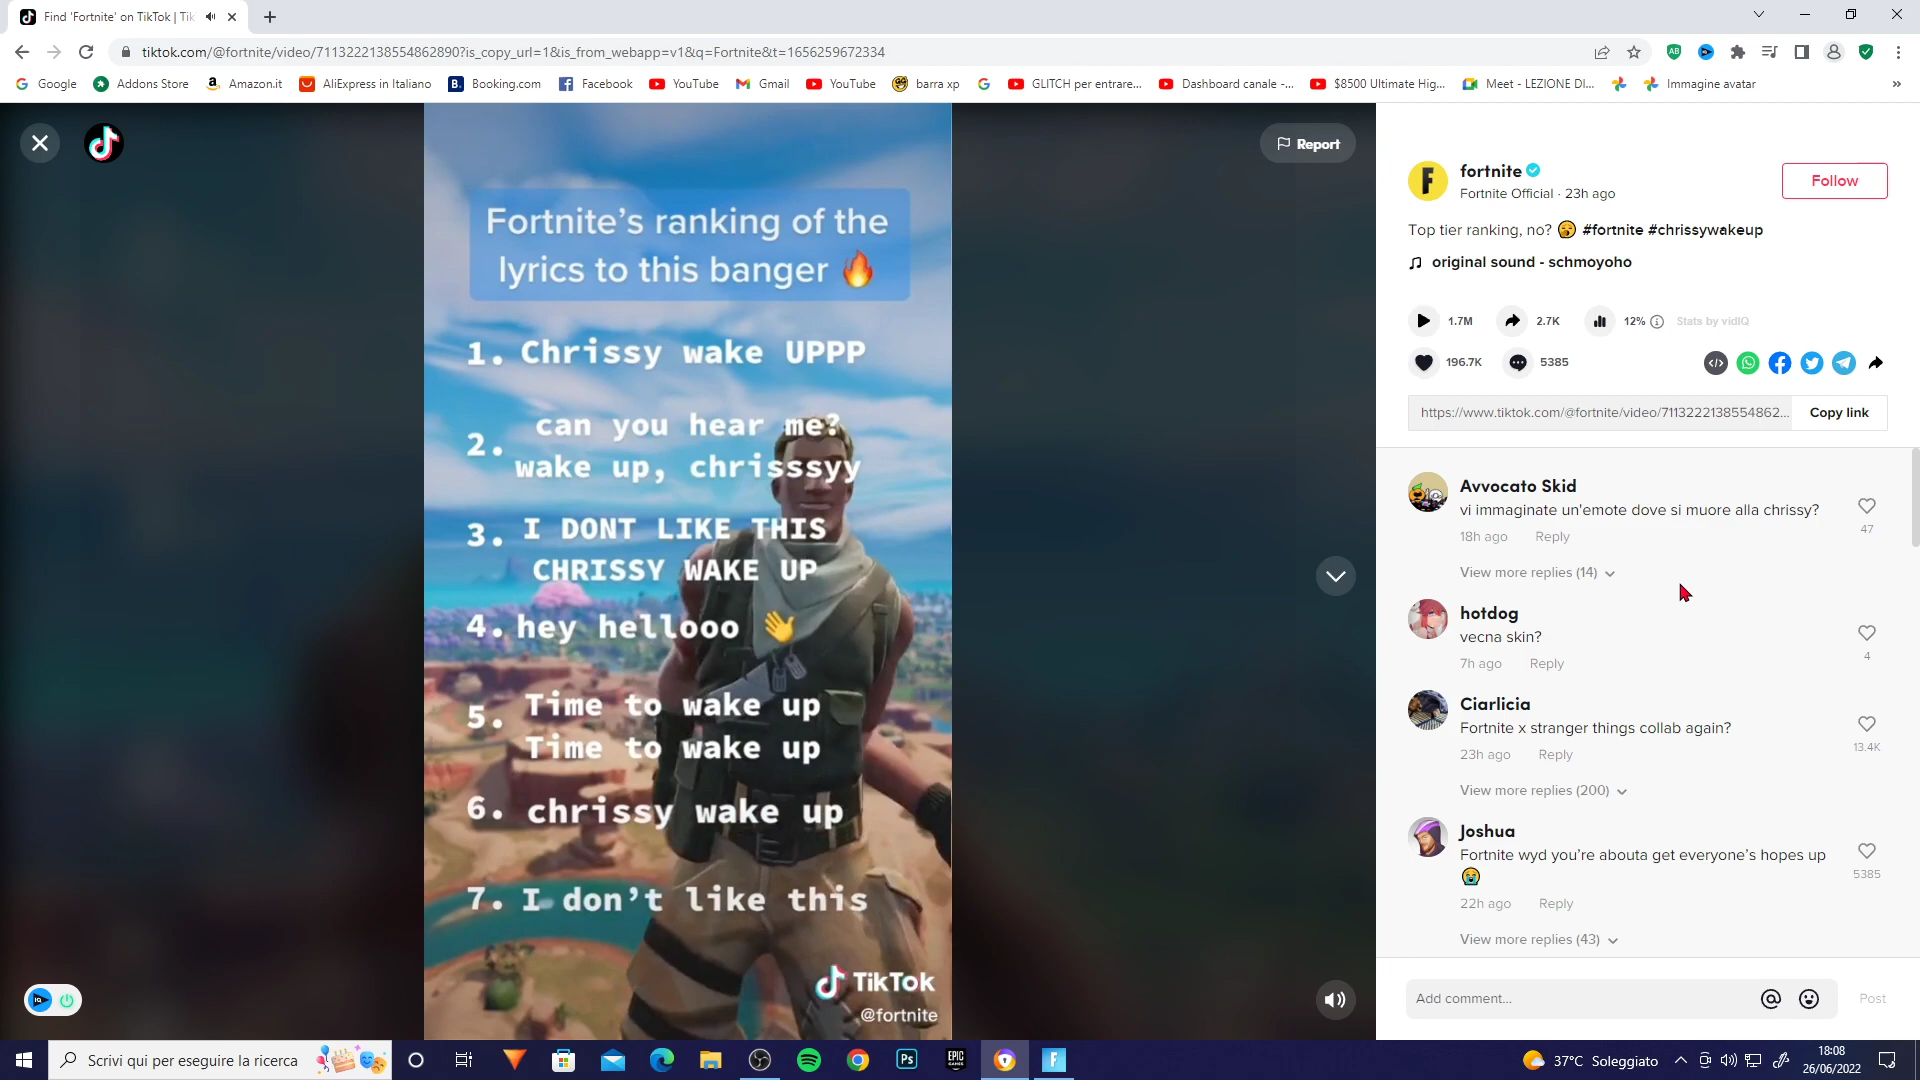 Find 'Fortnite' on TikTok | Tik
tiktok.com/@fortnite/video/7113222138554862890?is_copy_url=1&is_from_webapp=v1&q=Fortnite&t=1656259672334
Google
Addons Store
Amazon.it
AliExpress in Italiano
Booking.com
Facebook
YouTube
Gmail
YouTube
barra xp
GLITCH per entrare...
Dashboard canale -...
$8500 Ultimate Hig...
Meet - LEZIONE DI...
Immagine avatar
Report
Fortnite's ranking of the
lyrics to this banger 🔥
1. Chrissy wake UPPP
2. can you hear me?
wake up, chrisssyy
3. I DONT LIKE THIS
CHRISSY WAKE UP
4. hey hellooo 👋
5. Time to wake up
Time to wake up
6. chrissy wake up
7. I don't like this
TikTok
@fortnite
fortnite
Fortnite Official · 23h ago
Follow
Top tier ranking, no? 😮 #fortnite #chrissywakeup
original sound - schmoyoho
1.7M
2.7K
12%
Stats by vidIQ
196.7K
5385
https://www.tiktok.com/@fortnite/video/7113222138554862...
Copy link
Avvocato Skid
vi immaginate un'emote dove si muore alla chrissy?
47
18h ago Reply
View more replies (14)
hotdog
vecna skin?
4
7h ago Reply
Ciarlicia
Fortnite x stranger things collab again?
13.4K
23h ago Reply
View more replies (200)
Joshua
Fortnite wyd you're abouta get everyone's hopes up
😭
5385
22h ago Reply
View more replies (43)
Add comment...
Post
Scrivi qui per eseguire la ricerca
Ps
EPIC
GAMES
37°C Soleggiato
18:08
26/06/2022